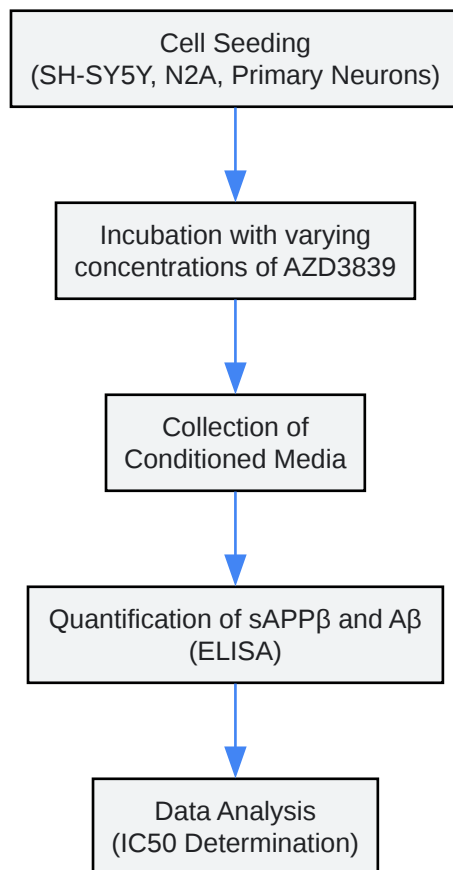 Cell Seeding
(SH-SY5Y, N2A, Primary Neurons)
Incubation with varying
concentrations of AZD3839
Collection of
Conditioned Media
Quantification of sAPPβ and Aβ
(ELISA)
Data Analysis
(IC50 Determination)